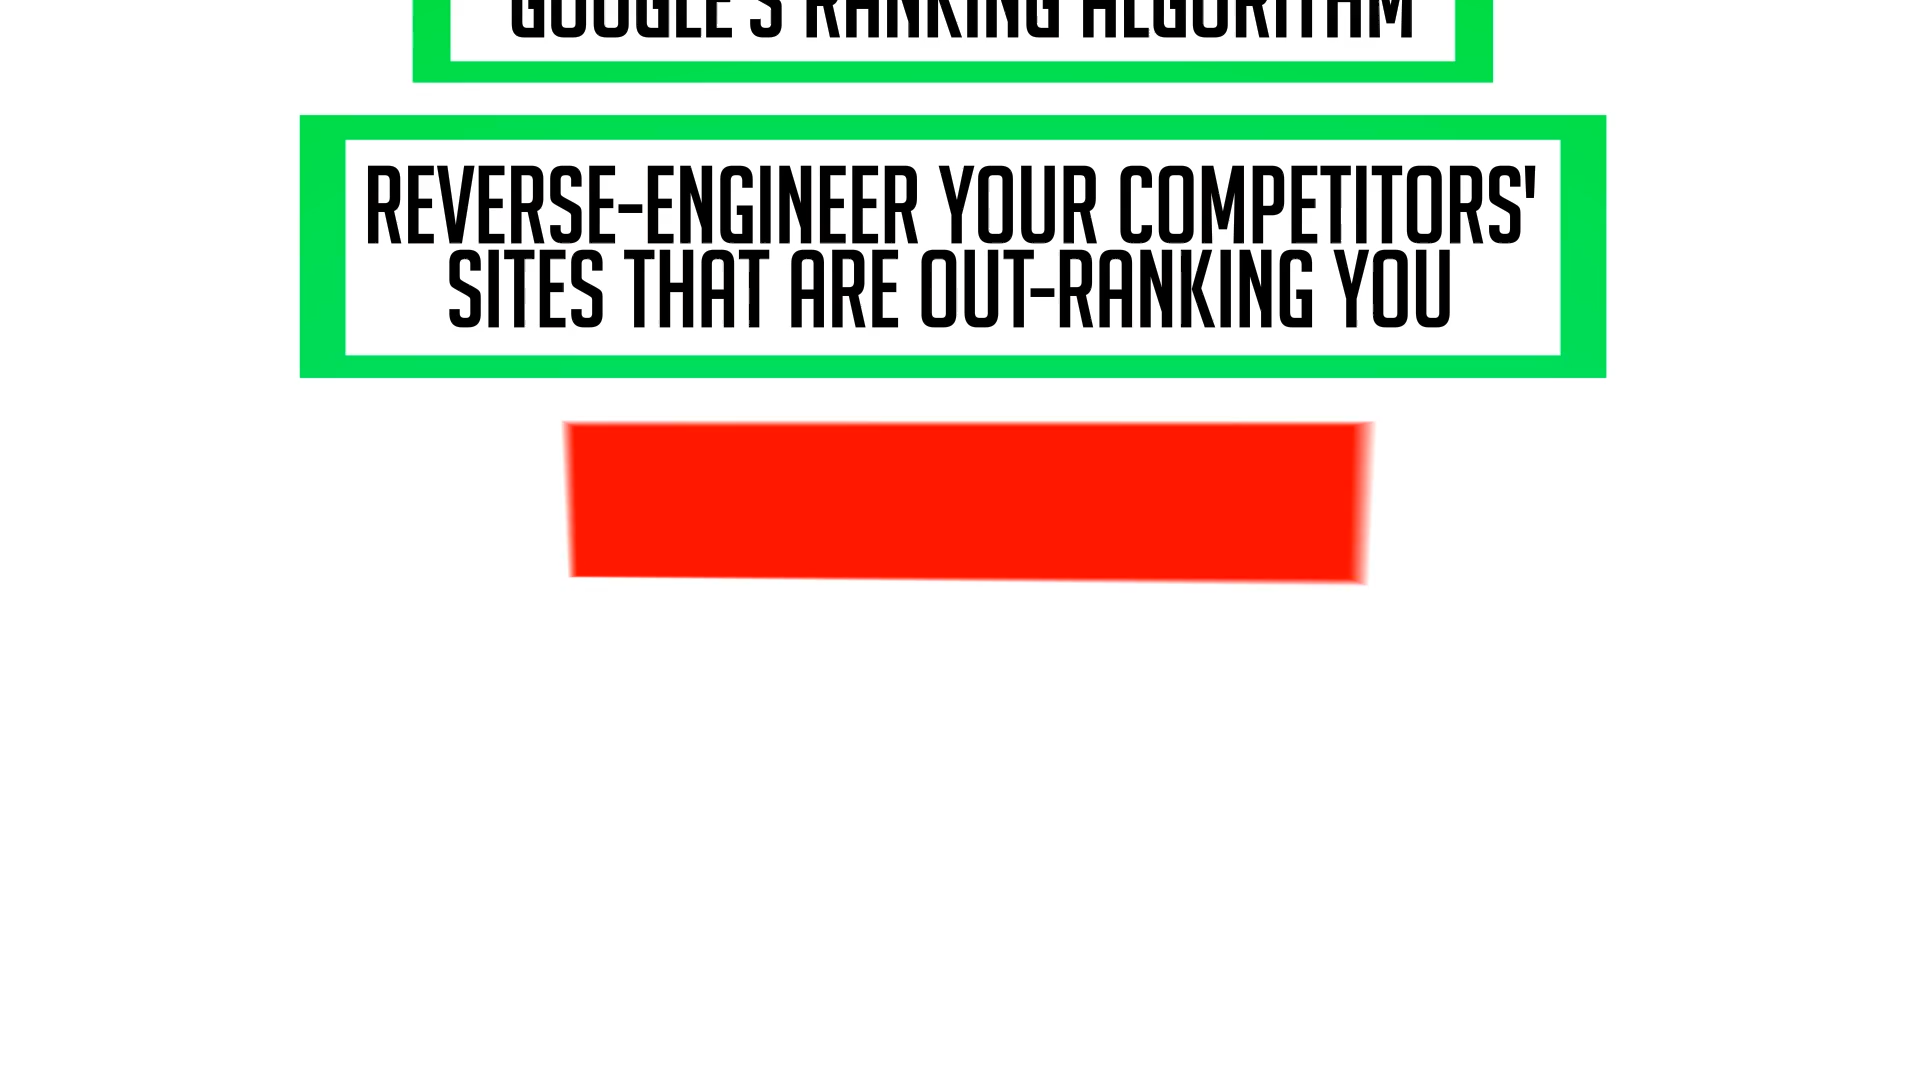 GOOGLE'S RANKING ALGORITHM
REVERSE-ENGINEER YOUR COMPETITORS'
SITES THAT ARE OUT-RANKING YOU